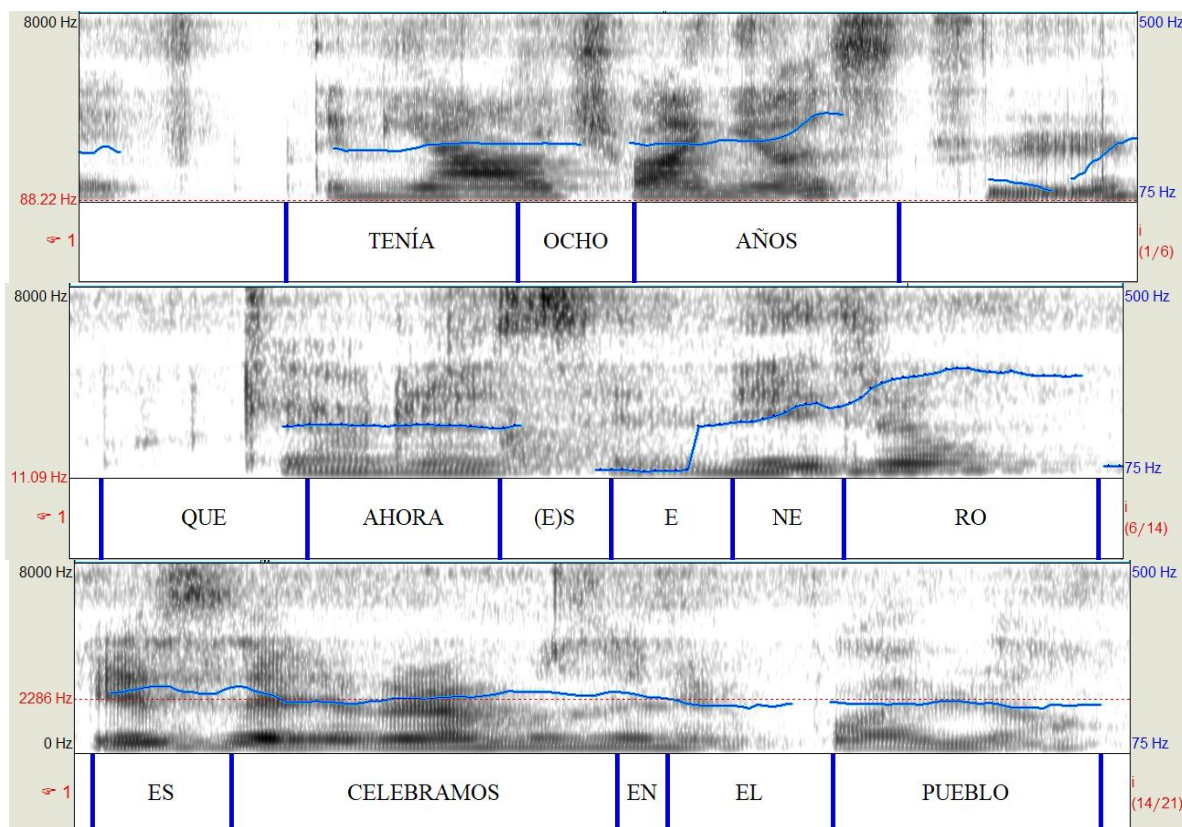 8000 Hz 500 Hz
88.22 Hz 75 Hz
☞ 1 TENÍA OCHO AÑOS i
(1/6)
8000 Hz 500 Hz
11.09 Hz 75 Hz
☞ 1 QUE AHORA (E)S E NE RO i
(6/14)
8000 Hz 500 Hz
2286 Hz
0 Hz 75 Hz
☞ 1 ES CELEBRAMOS EN EL PUEBLO i
(14/21)